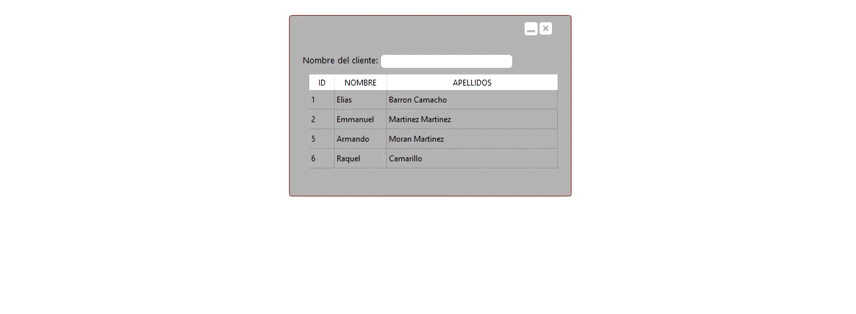 Nombre del cliente:
ID NOMBRE APELLIDOS
1 Elias Barron Camacho
2 Emmanuel Martinez Martinez
5 Armando Moran Martinez
6 Raquel Camarillo